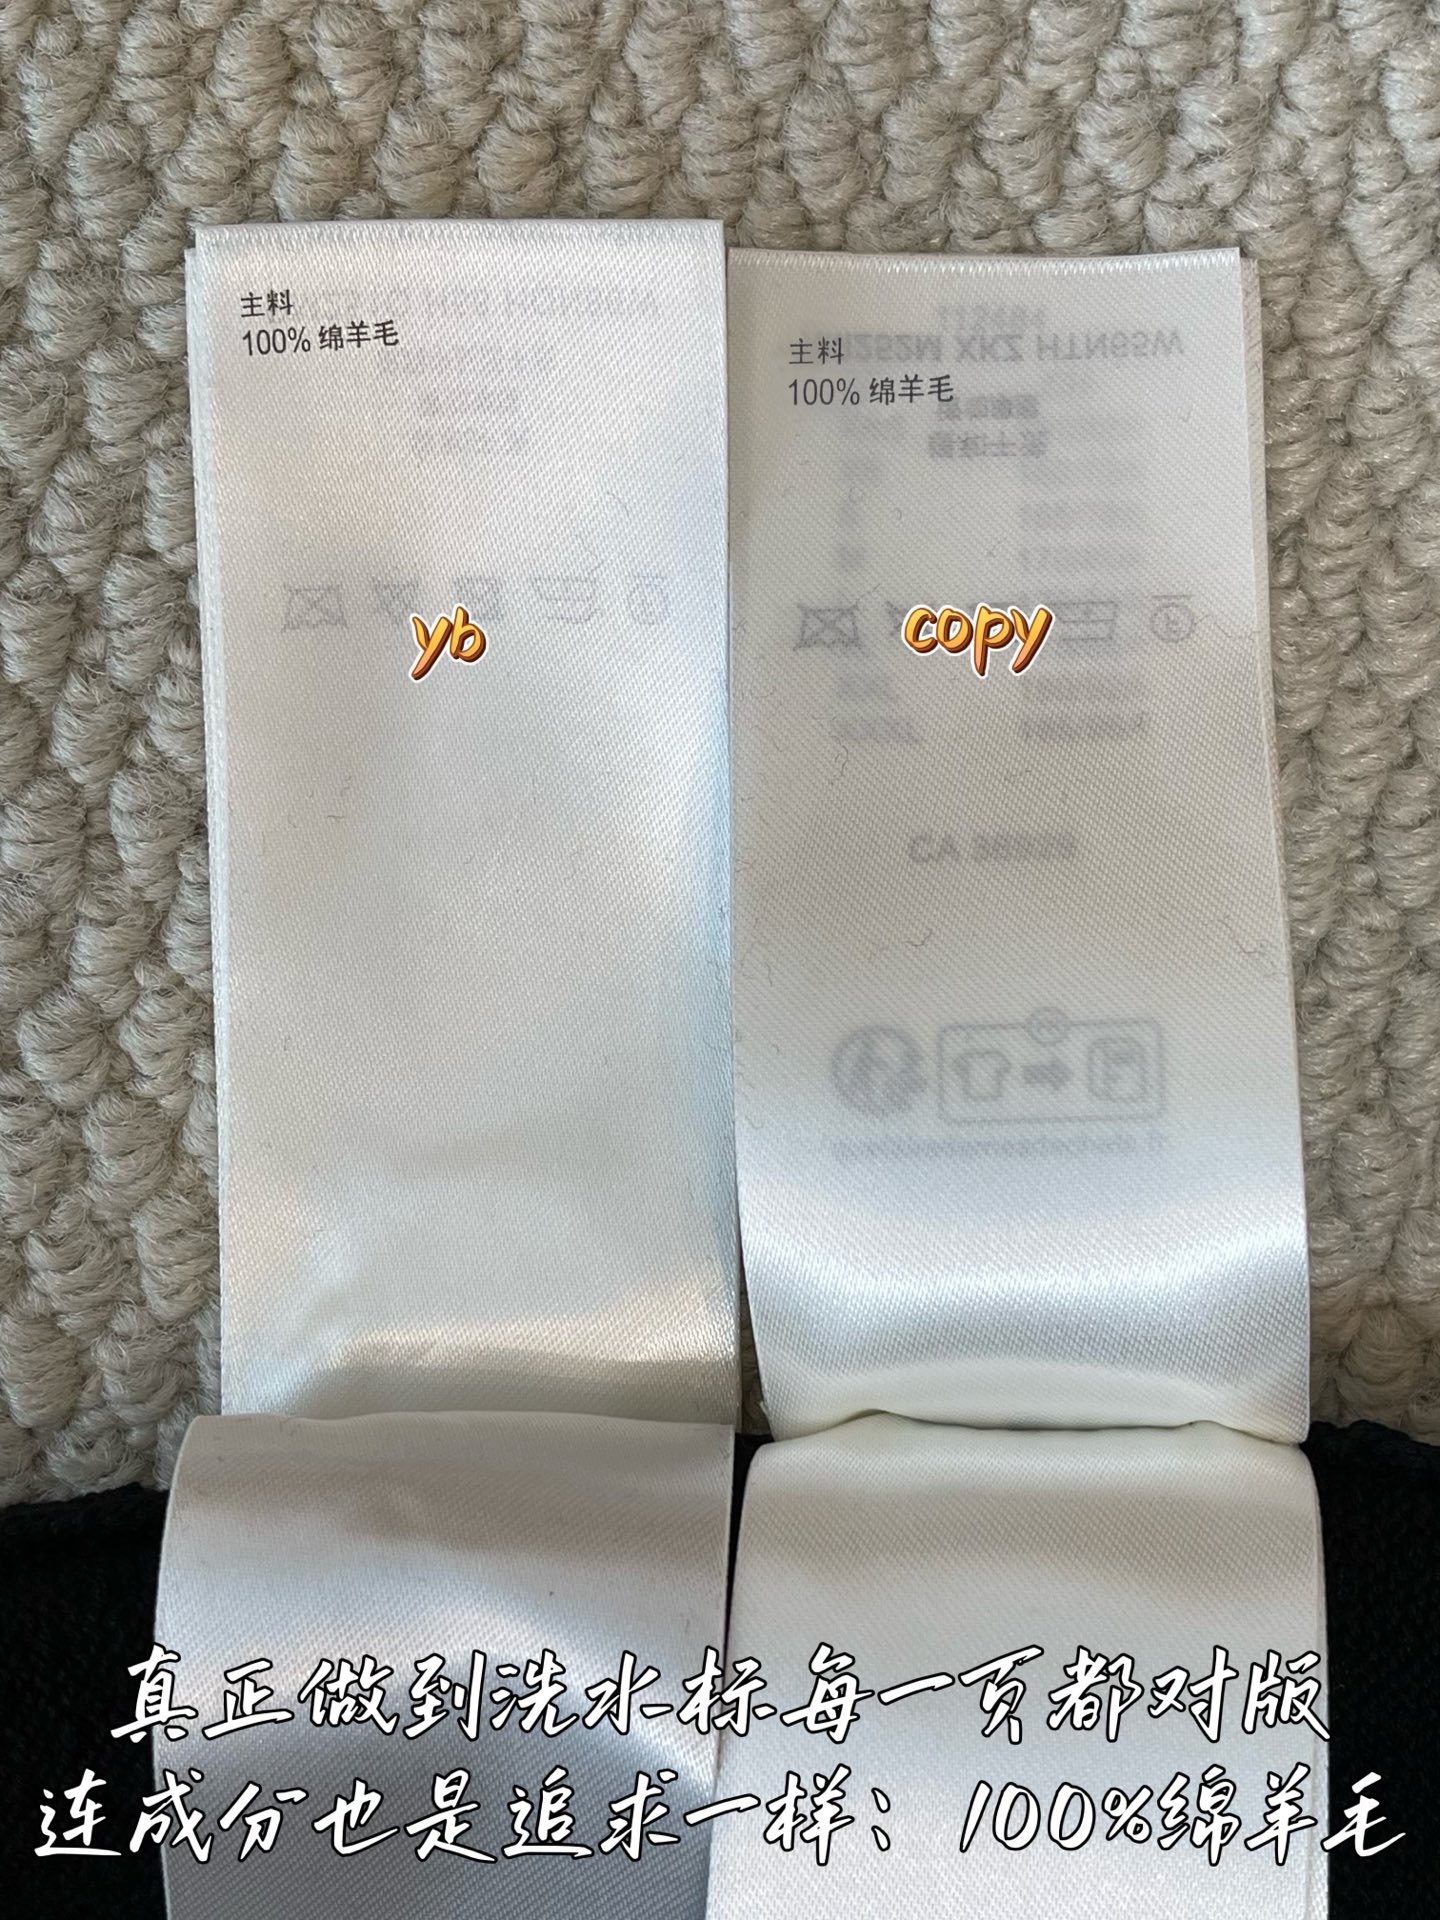 主料
100% 绵羊毛
主料
100% 绵羊毛
yb
copy
真正做到洗水标每一页都对版
连成分也是追求一样：100%绵羊毛